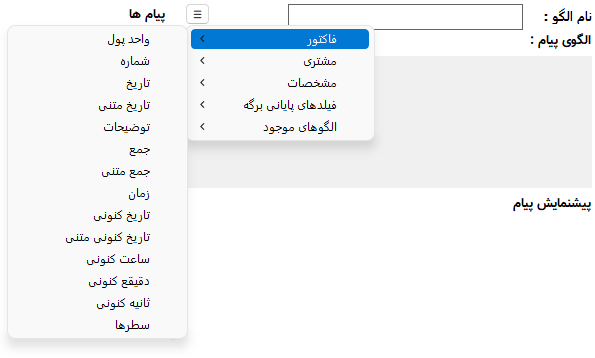 نام الگو :
الگوی پیام :
پیشنمایش پیام
فاکتور
مشتری
مشخصات
فیلدهای پایانی برگه
الگوهای موجود
پیام ها
واحد پول
شماره
تاریخ
تاریخ متنی
توضیحات
جمع
جمع متنی
زمان
تاریخ کنونی
تاریخ کنونی متنی
ساعت کنونی
دقیقع کنونی
ثانیه کنونی
سطرها